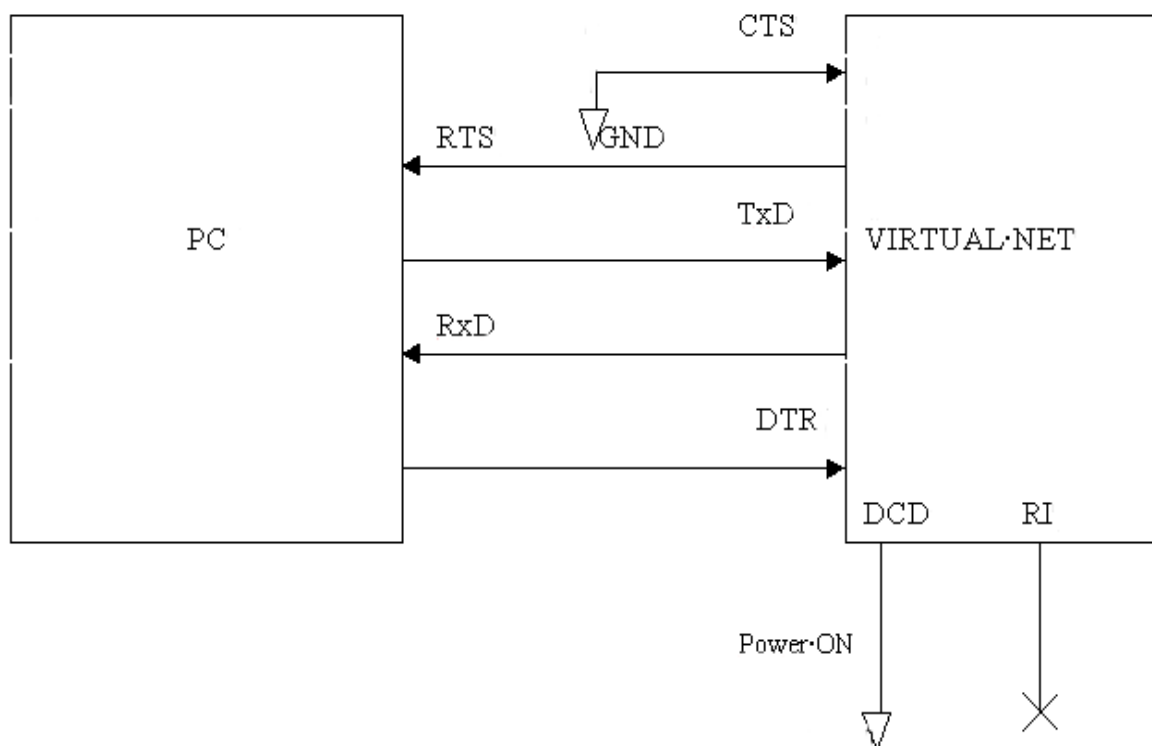 CTS
RTS
GND
TxD
PC
VIRTUAL·NET
RxD
DTR
DCD
RI
Power·ON